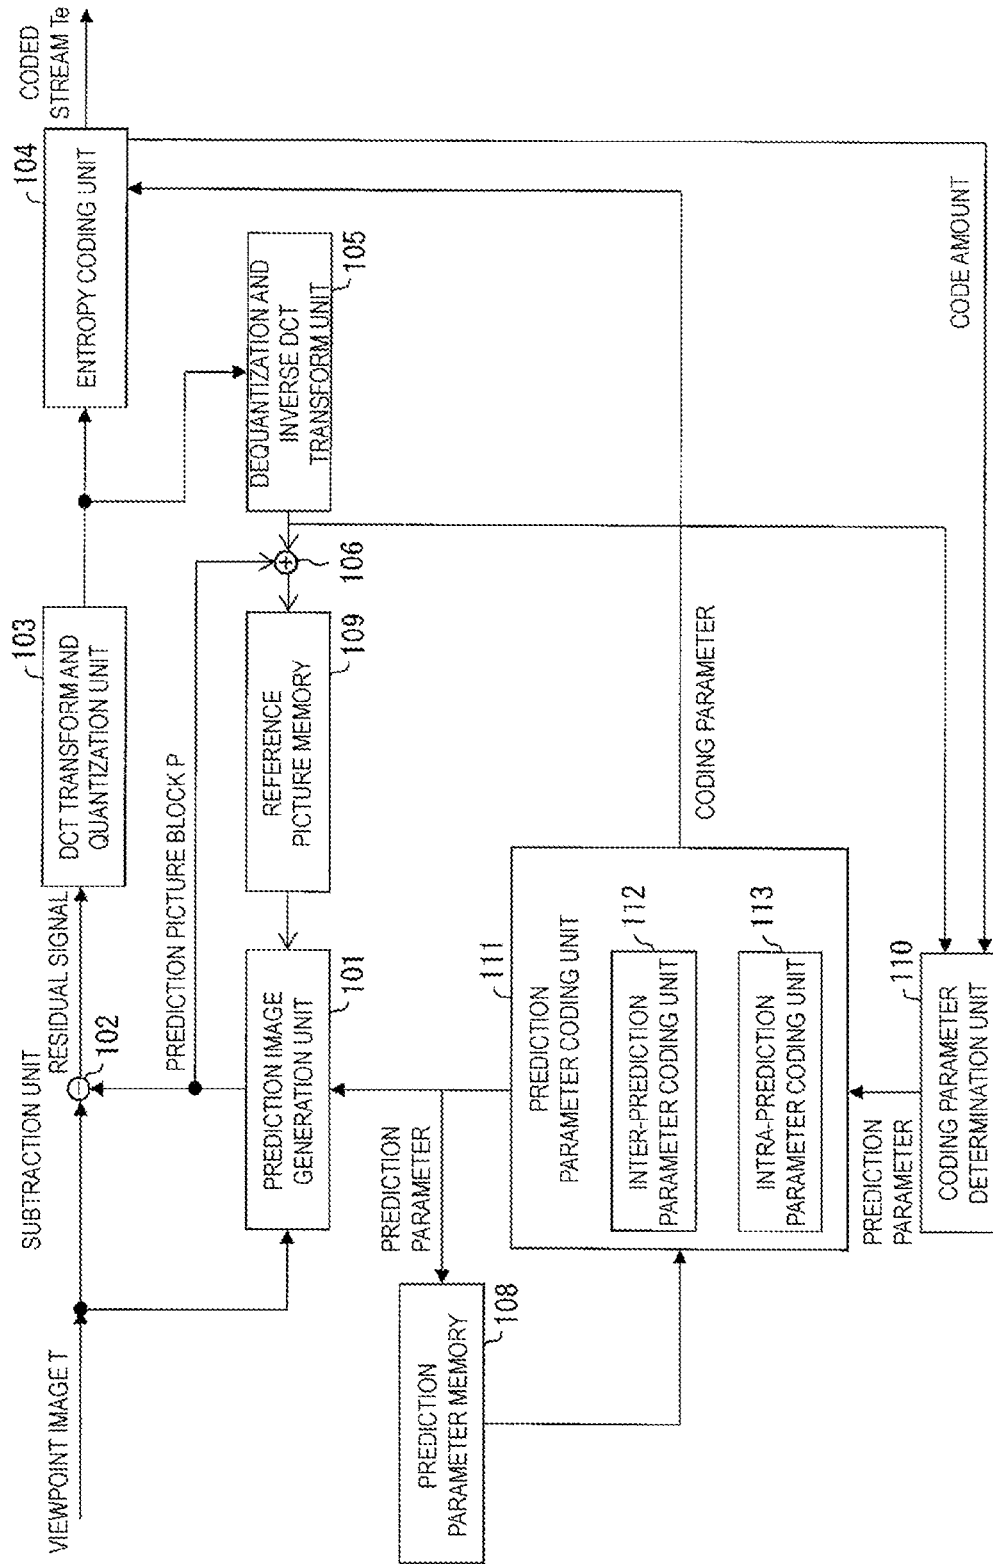 VIEWPOINT IMAGE T
SUBTRACTION UNIT
102
RESIDUAL SIGNAL
103
DCT TRANSFORM AND
QUANTIZATION UNIT
104
ENTROPY CODING UNIT
CODED
STREAM Te
PREDICTION PICTURE BLOCK P
PREDICTION IMAGE
GENERATION UNIT
101
REFERENCE
PICTURE MEMORY
109
106
DEQUANTIZATION AND
INVERSE DCT
TRANSFORM UNIT
105
PREDICTION
PARAMETER
PREDICTION
PARAMETER MEMORY
108
111
PREDICTION
PARAMETER CODING UNIT
INTER-PREDICTION
PARAMETER CODING UNIT
112
INTRA-PREDICTION
PARAMETER CODING UNIT
113
CODING PARAMETER
PREDICTION
PARAMETER
110
CODING PARAMETER
DETERMINATION UNIT
CODE AMOUNT